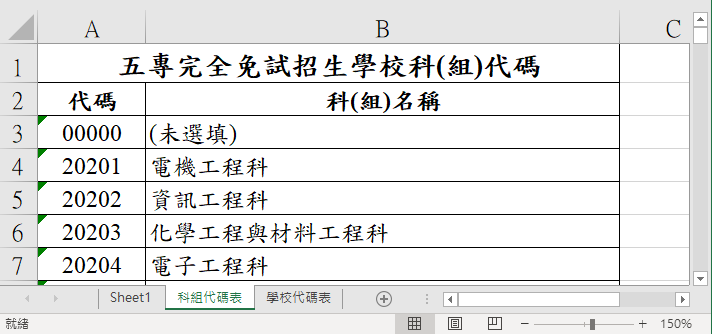 A B C
1 五專完全免試招生學校科(組)代碼
2 代碼 科(組)名稱
3 00000 (未選填)
4 20201 電機工程科
5 20202 資訊工程科
6 20203 化學工程與材料工程科
7 20204 電子工程科
Sheet1 科組代碼表 學校代碼表
就緒 150%